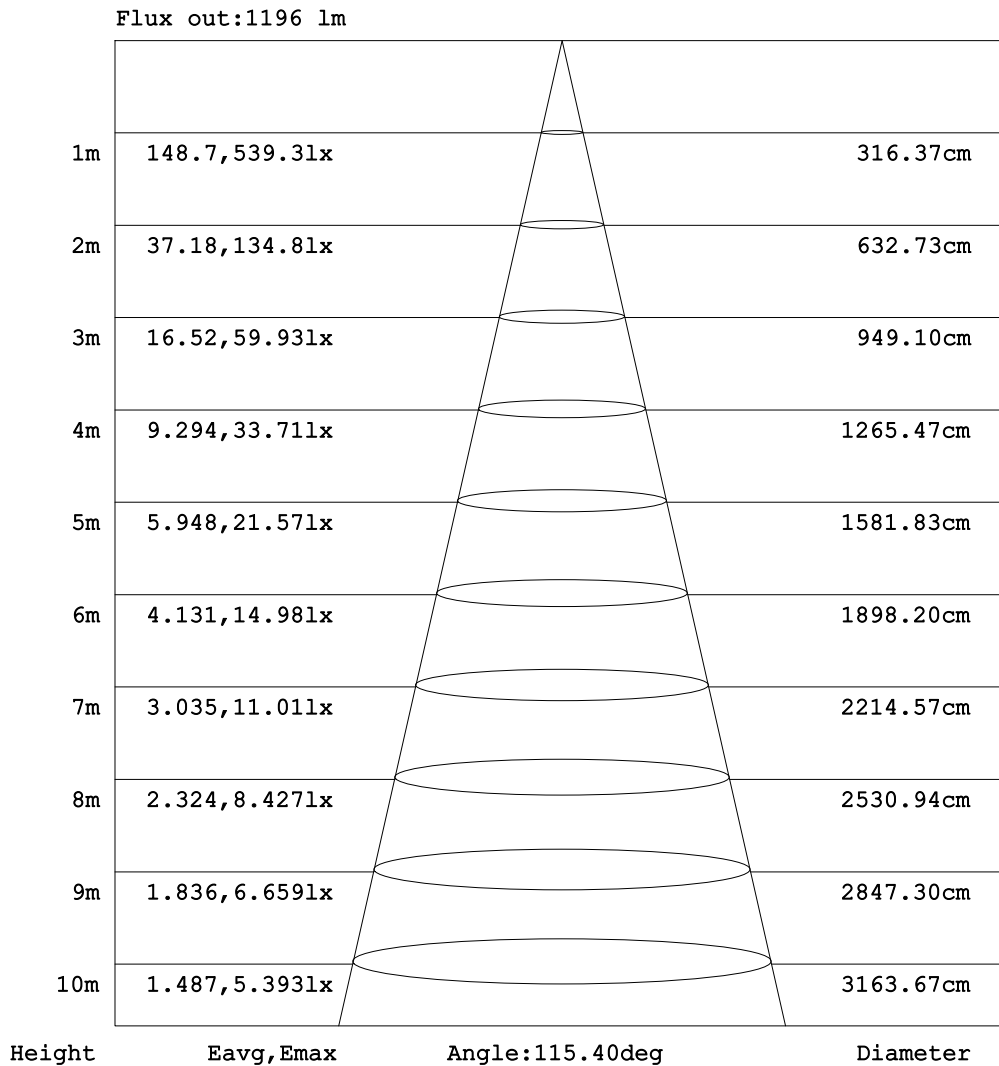 Flux out:1196 lm
1m 148.7,539.3lx 316.37cm
2m 37.18,134.8lx 632.73cm
3m 16.52,59.93lx 949.10cm
4m 9.294,33.71lx 1265.47cm
5m 5.948,21.57lx 1581.83cm
6m 4.131,14.98lx 1898.20cm
7m 3.035,11.01lx 2214.57cm
8m 2.324,8.427lx 2530.94cm
9m 1.836,6.659lx 2847.30cm
10m 1.487,5.393lx 3163.67cm
Height Eavg,Emax Angle:115.40deg Diameter